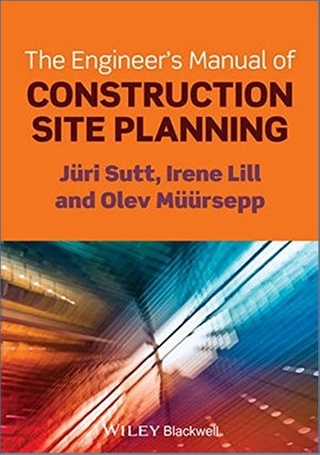 The Engineer's Manual of
CONSTRUCTION
SITE PLANNING
Jüri Sutt, Irene Lill
and Olev Müürsepp
WILEY Blackwell